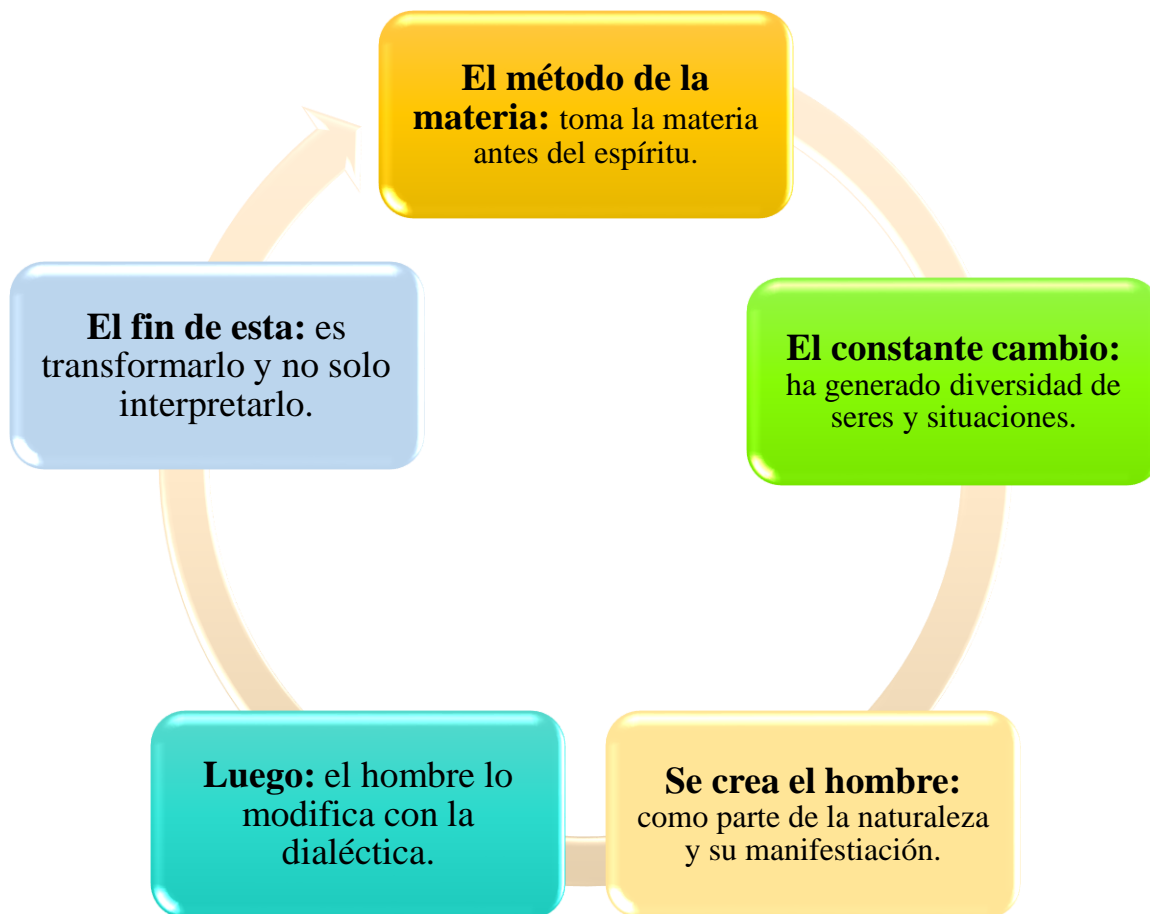 El método de la
materia: toma la materia
antes del espíritu.
El constante cambio:
ha generado diversidad de
seres y situaciones.
Se crea el hombre:
como parte de la naturaleza
y su manifestiación.
Luego: el hombre lo
modifica con la
dialéctica.
El fin de esta: es
transformarlo y no solo
interpretarlo.